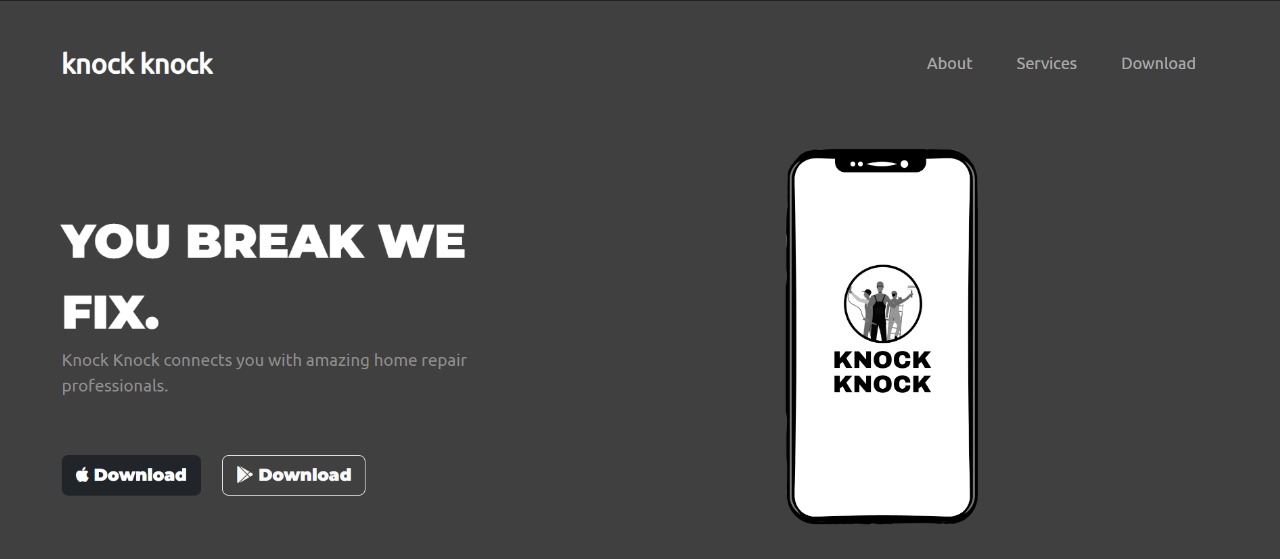 knock knock
About Services Download
YOU BREAK WE
FIX.
Knock Knock connects you with amazing home repair
professionals.
Download Download
KNOCK
KNOCK